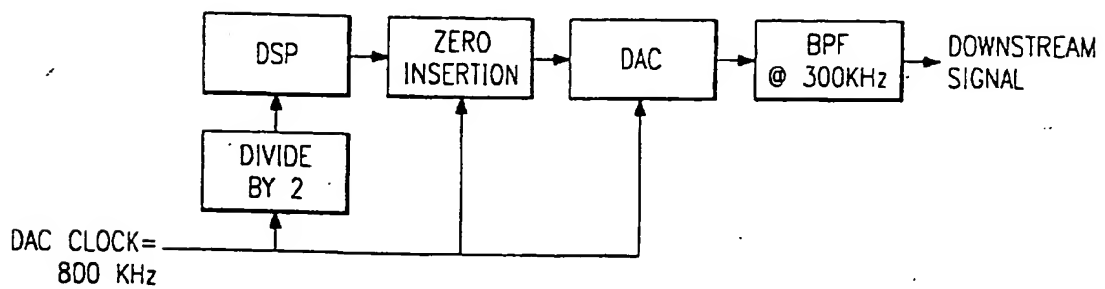 DSP
ZERO
INSERTION
DAC
BPF
@ 300KHz
DOWNSTREAM
SIGNAL
DIVIDE
BY 2
DAC CLOCK=
800 KHz